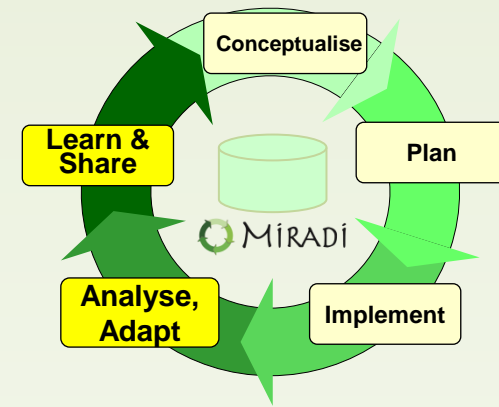 Conceptualise
Plan
Implement
Analyse,
Adapt
Learn &
Share
MiRADi